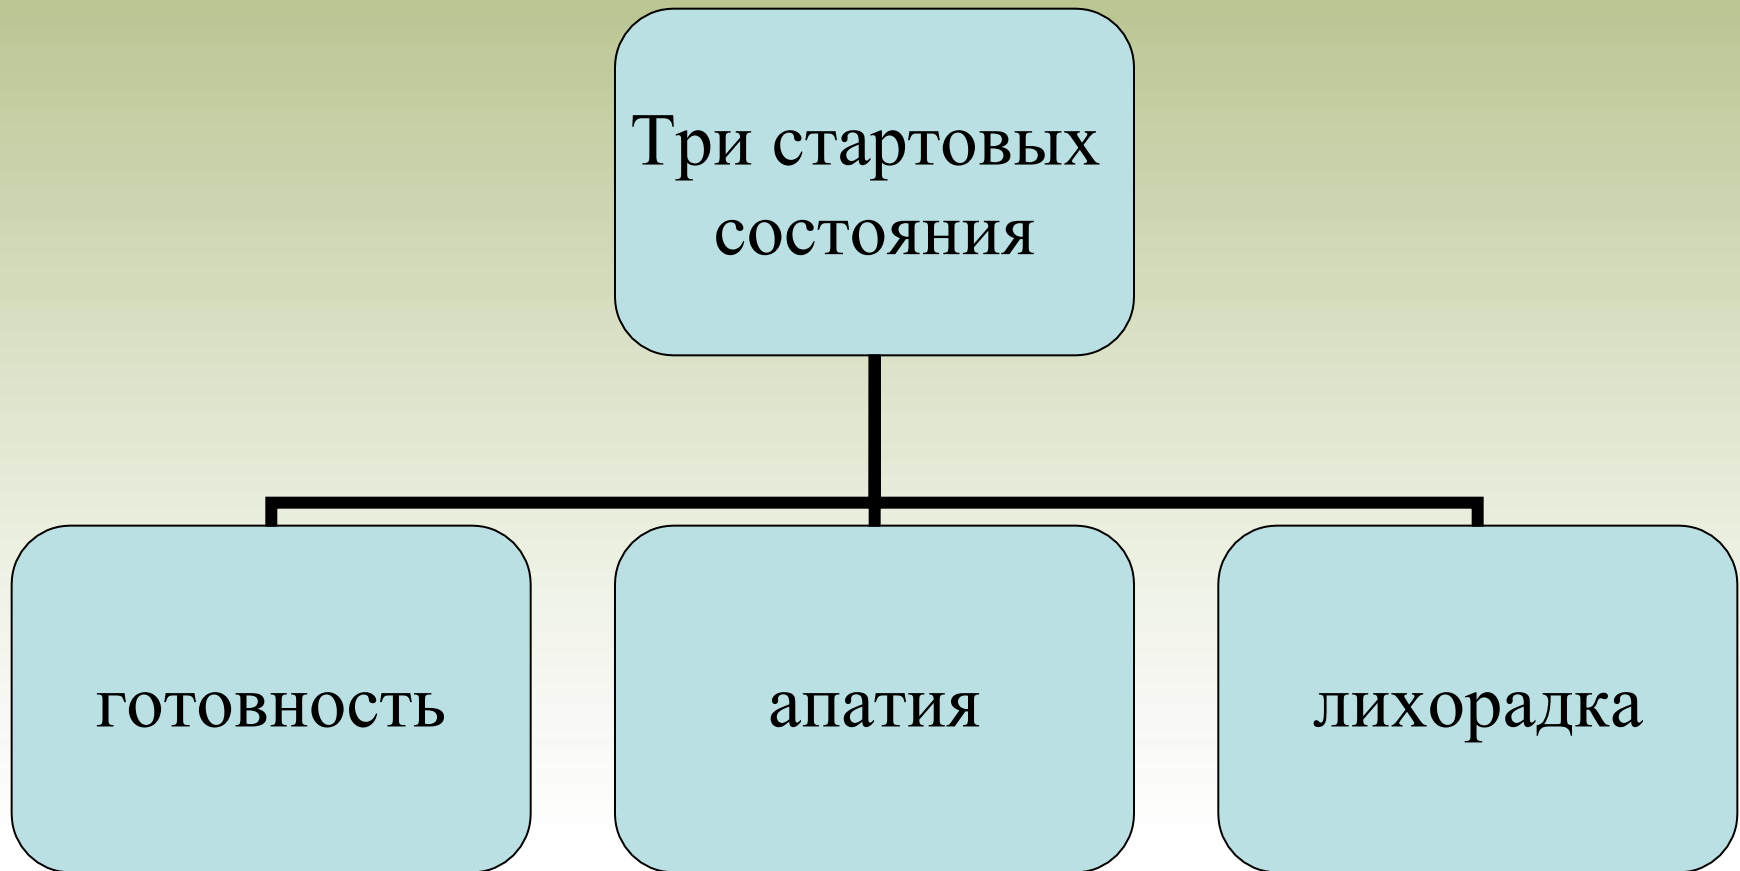 Три стартовых
состояния
готовность
апатия
лихорадка